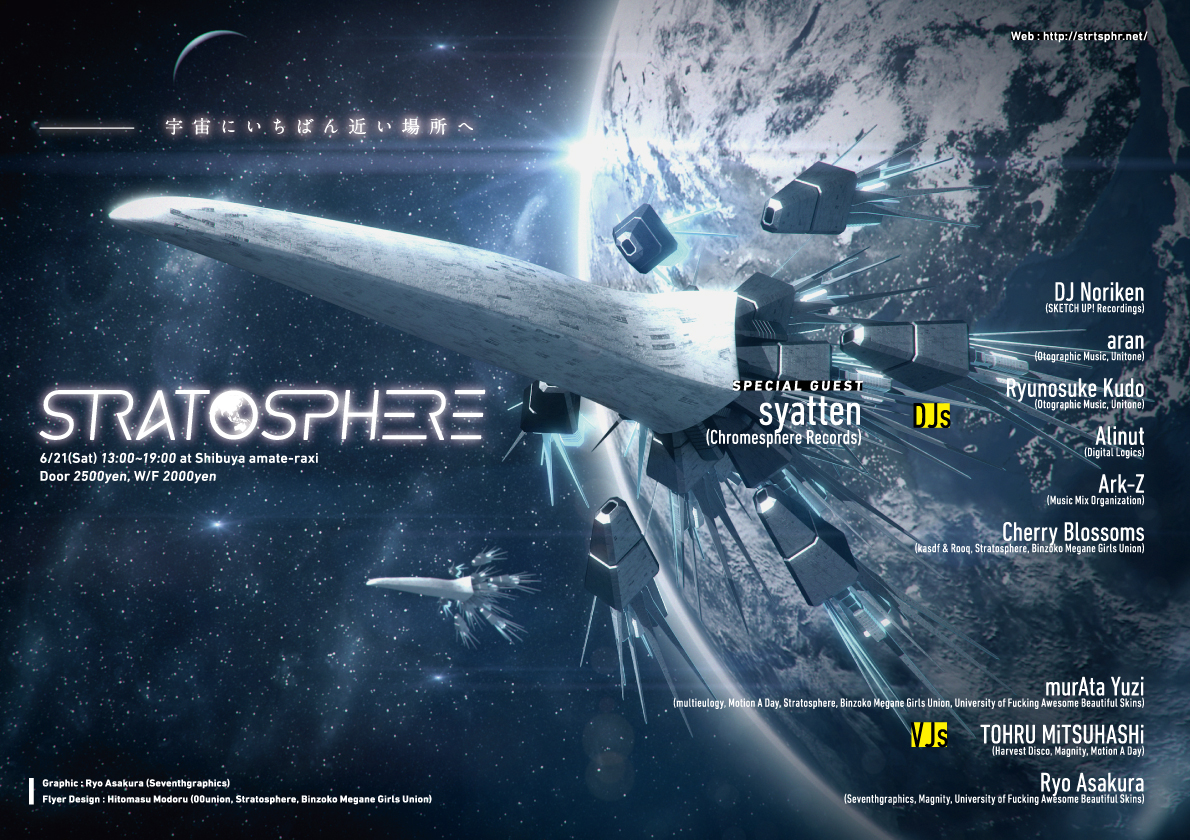 Web : http://strtsphr.net/
宇宙にいちばん近い場所へ
STRATOSPHERE
6/21(Sat) 13:00~19:00 at Shibuya amate-raxi
Door 2500yen, W/F 2000yen
SPECIAL GUEST
syatten
(Chromesphere Records)
DJs
DJ Noriken
(SKETCH UP! Recordings)
aran
(Otographic Music, Unitone)
Ryunosuke Kudo
(Otographic Music, Unitone)
Alinut
(Digital Logics)
Ark-Z
(Music Mix Organization)
Cherry Blossoms
(kasdf & Rooq, Stratosphere, Binzoko Megane Girls Union)
VJs
murAta Yuzi
(multieulogy, Motion A Day, Stratosphere, Binzoko Megane Girls Union, University of Fucking Awesome Beautiful Skins)
TOHRU MiTSUHASHi
(Harvest Disco, Magnity, Motion A Day)
Ryo Asakura
(Seventhgraphics, Magnity, University of Fucking Awesome Beautiful Skins)
Graphic : Ryo Asakura (Seventhgraphics)
Flyer Design : Hitomasu Modoru (00union, Stratosphere, Binzoko Megane Girls Union)